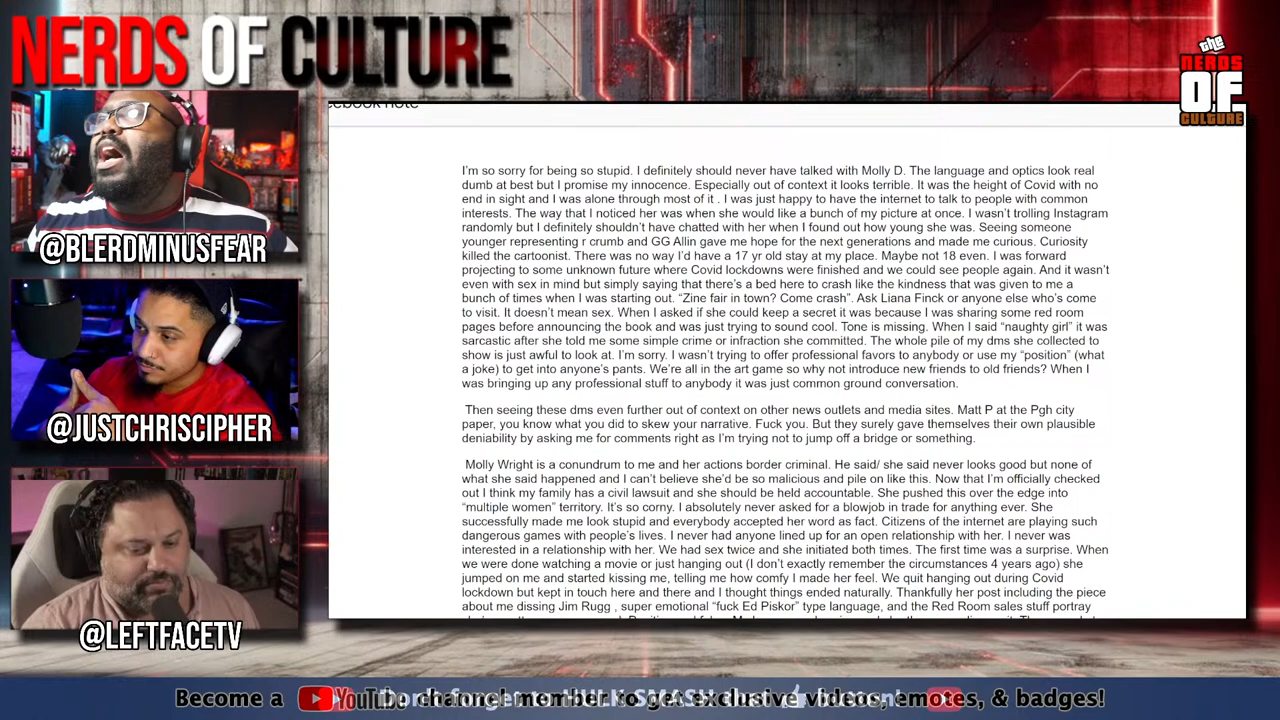 NERDS OF CULTURE
the
NERDS
O.F.
CULTURE
ebook note
@BLERDMINUSFEAR
@JUSTCHRISCIPHER
@LEFTFACETV
I'm so sorry for being so stupid. I definitely should never have talked with Molly D. The language and optics look real
dumb at best but I promise my innocence. Especially out of context it looks terrible. It was the height of Covid with no
end in sight and I was alone through most of it . I was just happy to have the internet to talk to people with common
interests. The way that I noticed her was when she would like a bunch of my picture at once. I wasn't trolling Instagram
randomly but I definitely shouldn't have chatted with her when I found out how young she was. Seeing someone
younger representing r crumb and GG Allin gave me hope for the next generations and made me curious. Curiosity
killed the cartoonist. There was no way I'd have a 17 yr old stay at my place. Maybe not 18 even. I was forward
projecting to some unknown future where Covid lockdowns were finished and we could see people again. And it wasn't
even with sex in mind but simply saying that there's a bed here to crash like the kindness that was given to me a
bunch of times when I was starting out. “Zine fair in town? Come crash”. Ask Liana Finck or anyone else who's come
to visit. It doesn't mean sex. When I asked if she could keep a secret it was because I was sharing some red room
pages before announcing the book and was just trying to sound cool. Tone is missing. When I said “naughty girl” it was
sarcastic after she told me some simple crime or infraction she committed. The whole pile of my dms she collected to
show is just awful to look at. I'm sorry. I wasn't trying to offer professional favors to anybody or use my “position” (what
a joke) to get into anyone's pants. We're all in the art game so why not introduce new friends to old friends? When I
was bringing up any professional stuff to anybody it was just common ground conversation.
Then seeing these dms even further out of context on other news outlets and media sites. Matt P at the Pgh city
paper, you know what you did to skew your narrative. Fuck you. But they surely gave themselves their own plausible
deniability by asking me for comments right as I'm trying not to jump off a bridge or something.
Molly Wright is a conundrum to me and her actions border criminal. He said/ she said never looks good but none of
what she said happened and I can't believe she'd be so malicious and pile on like this. Now that I'm officially checked
out I think my family has a civil lawsuit and she should be held accountable. She pushed this over the edge into
“multiple women” territory. It's so corny. I absolutely never asked for a blowjob in trade for anything ever. She
successfully made me look stupid and everybody accepted her word as fact. Citizens of the internet are playing such
dangerous games with people's lives. I never had anyone lined up for an open relationship with her. I never was
interested in a relationship with her. We had sex twice and she initiated both times. The first time was a surprise. When
we were done watching a movie or just hanging out (I don't exactly remember the circumstances 4 years ago) she
jumped on me and started kissing me, telling me how comfy I made her feel. We quit hanging out during Covid
lockdown but kept in touch here and there and I thought things ended naturally. Thankfully her post including the piece
about me dissing Jim Rugg , super emotional “fuck Ed Piskor” type language, and the Red Room sales stuff portray
Become a YouTube channel member to get exclusive videos, emotes, & badges!
Don't forget to HULK SMASH that